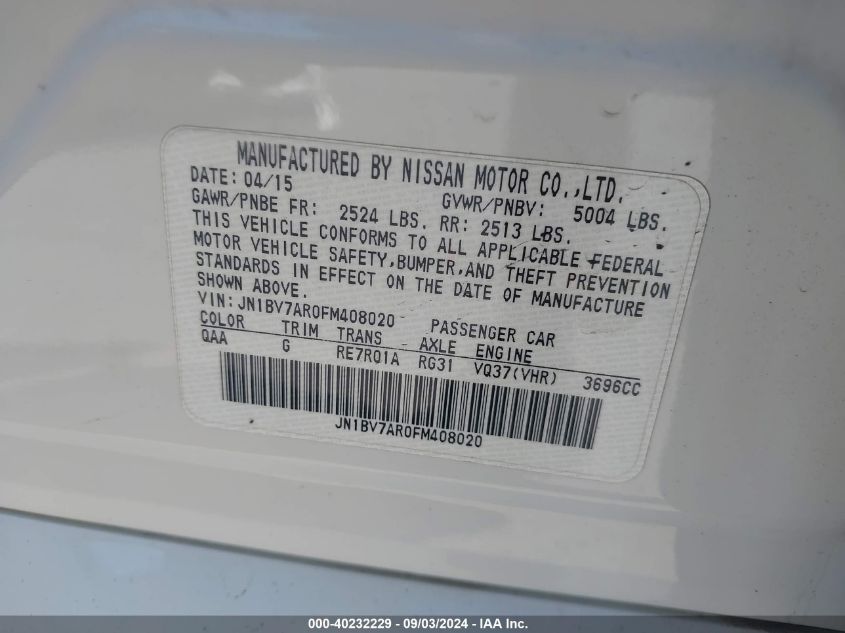 MANUFACTURED BY NISSAN MOTOR CO.,LTD.
DATE: 04/15 GVWR/PNBV: 5004 LBS.
GAWR/PNBE FR: 2524 LBS. RR: 2513 LBS.
THIS VEHICLE CONFORMS TO ALL APPLICABLE FEDERAL
MOTOR VEHICLE SAFETY,BUMPER,AND THEFT PREVENTION
STANDARDS IN EFFECT ON THE DATE OF MANUFACTURE
SHOWN ABOVE.
VIN:JN1BV7AR0FM408020 PASSENGER CAR
COLOR TRIM TRANS AXLE ENGINE
QAA G RE7R01A RG31 VQ37(VHR) 3696CC
JN1BV7AR0FM408020
000-40232229 - 09/03/2024 - IAA Inc.